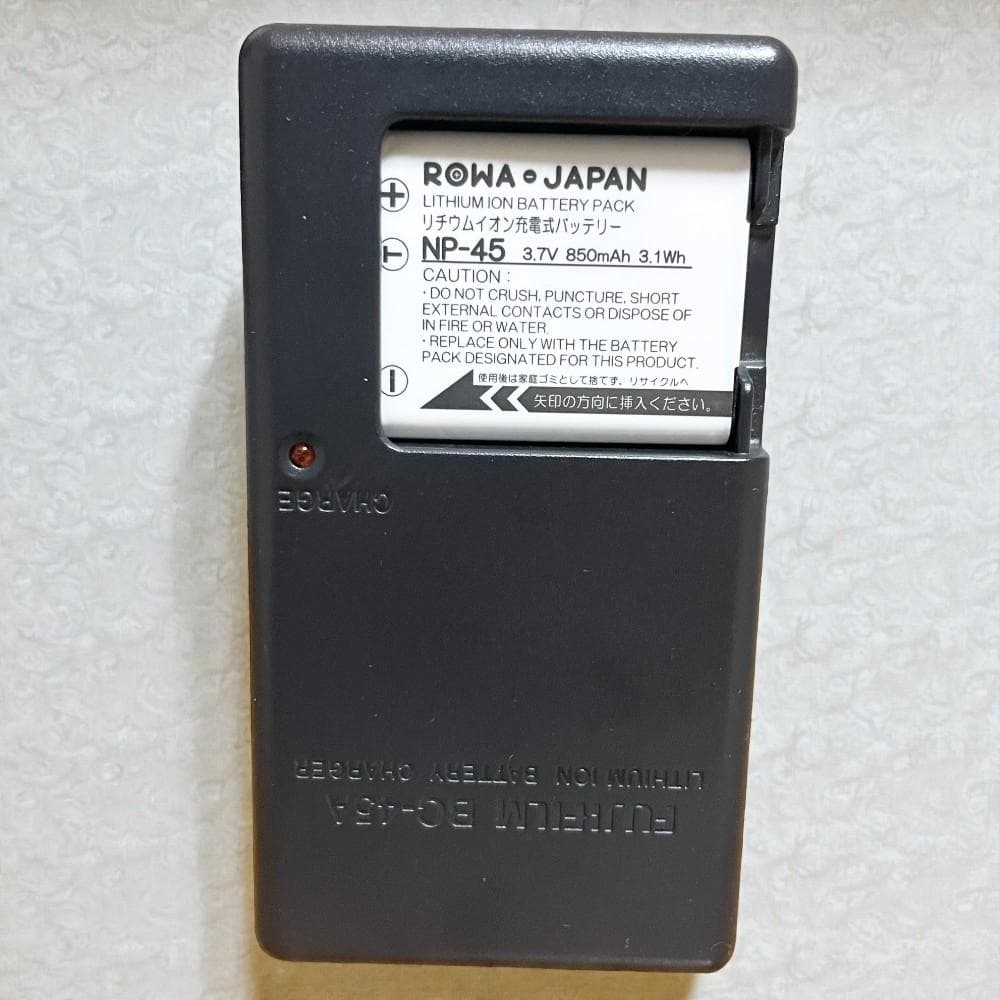 ROWA JAPAN
LITHIUM ION BATTERY PACK
リチウムイオン充電式バッテリー
NP-45 3.7V 850mAh 3.1Wh
CAUTION :
・DO NOT CRUSH, PUNCTURE, SHORT
EXTERNAL CONTACTS OR DISPOSE OF
IN FIRE OR WATER.
・REPLACE ONLY WITH THE BATTERY
PACK DESIGNATED FOR THIS PRODUCT.
使用後は家庭ゴミとして捨てず、リサイクルへ
矢印の方向に挿入ください。
+
T
−
CHARGE
FUJIFILM BC-45A
LITHIUM ION BATTERY CHARGER